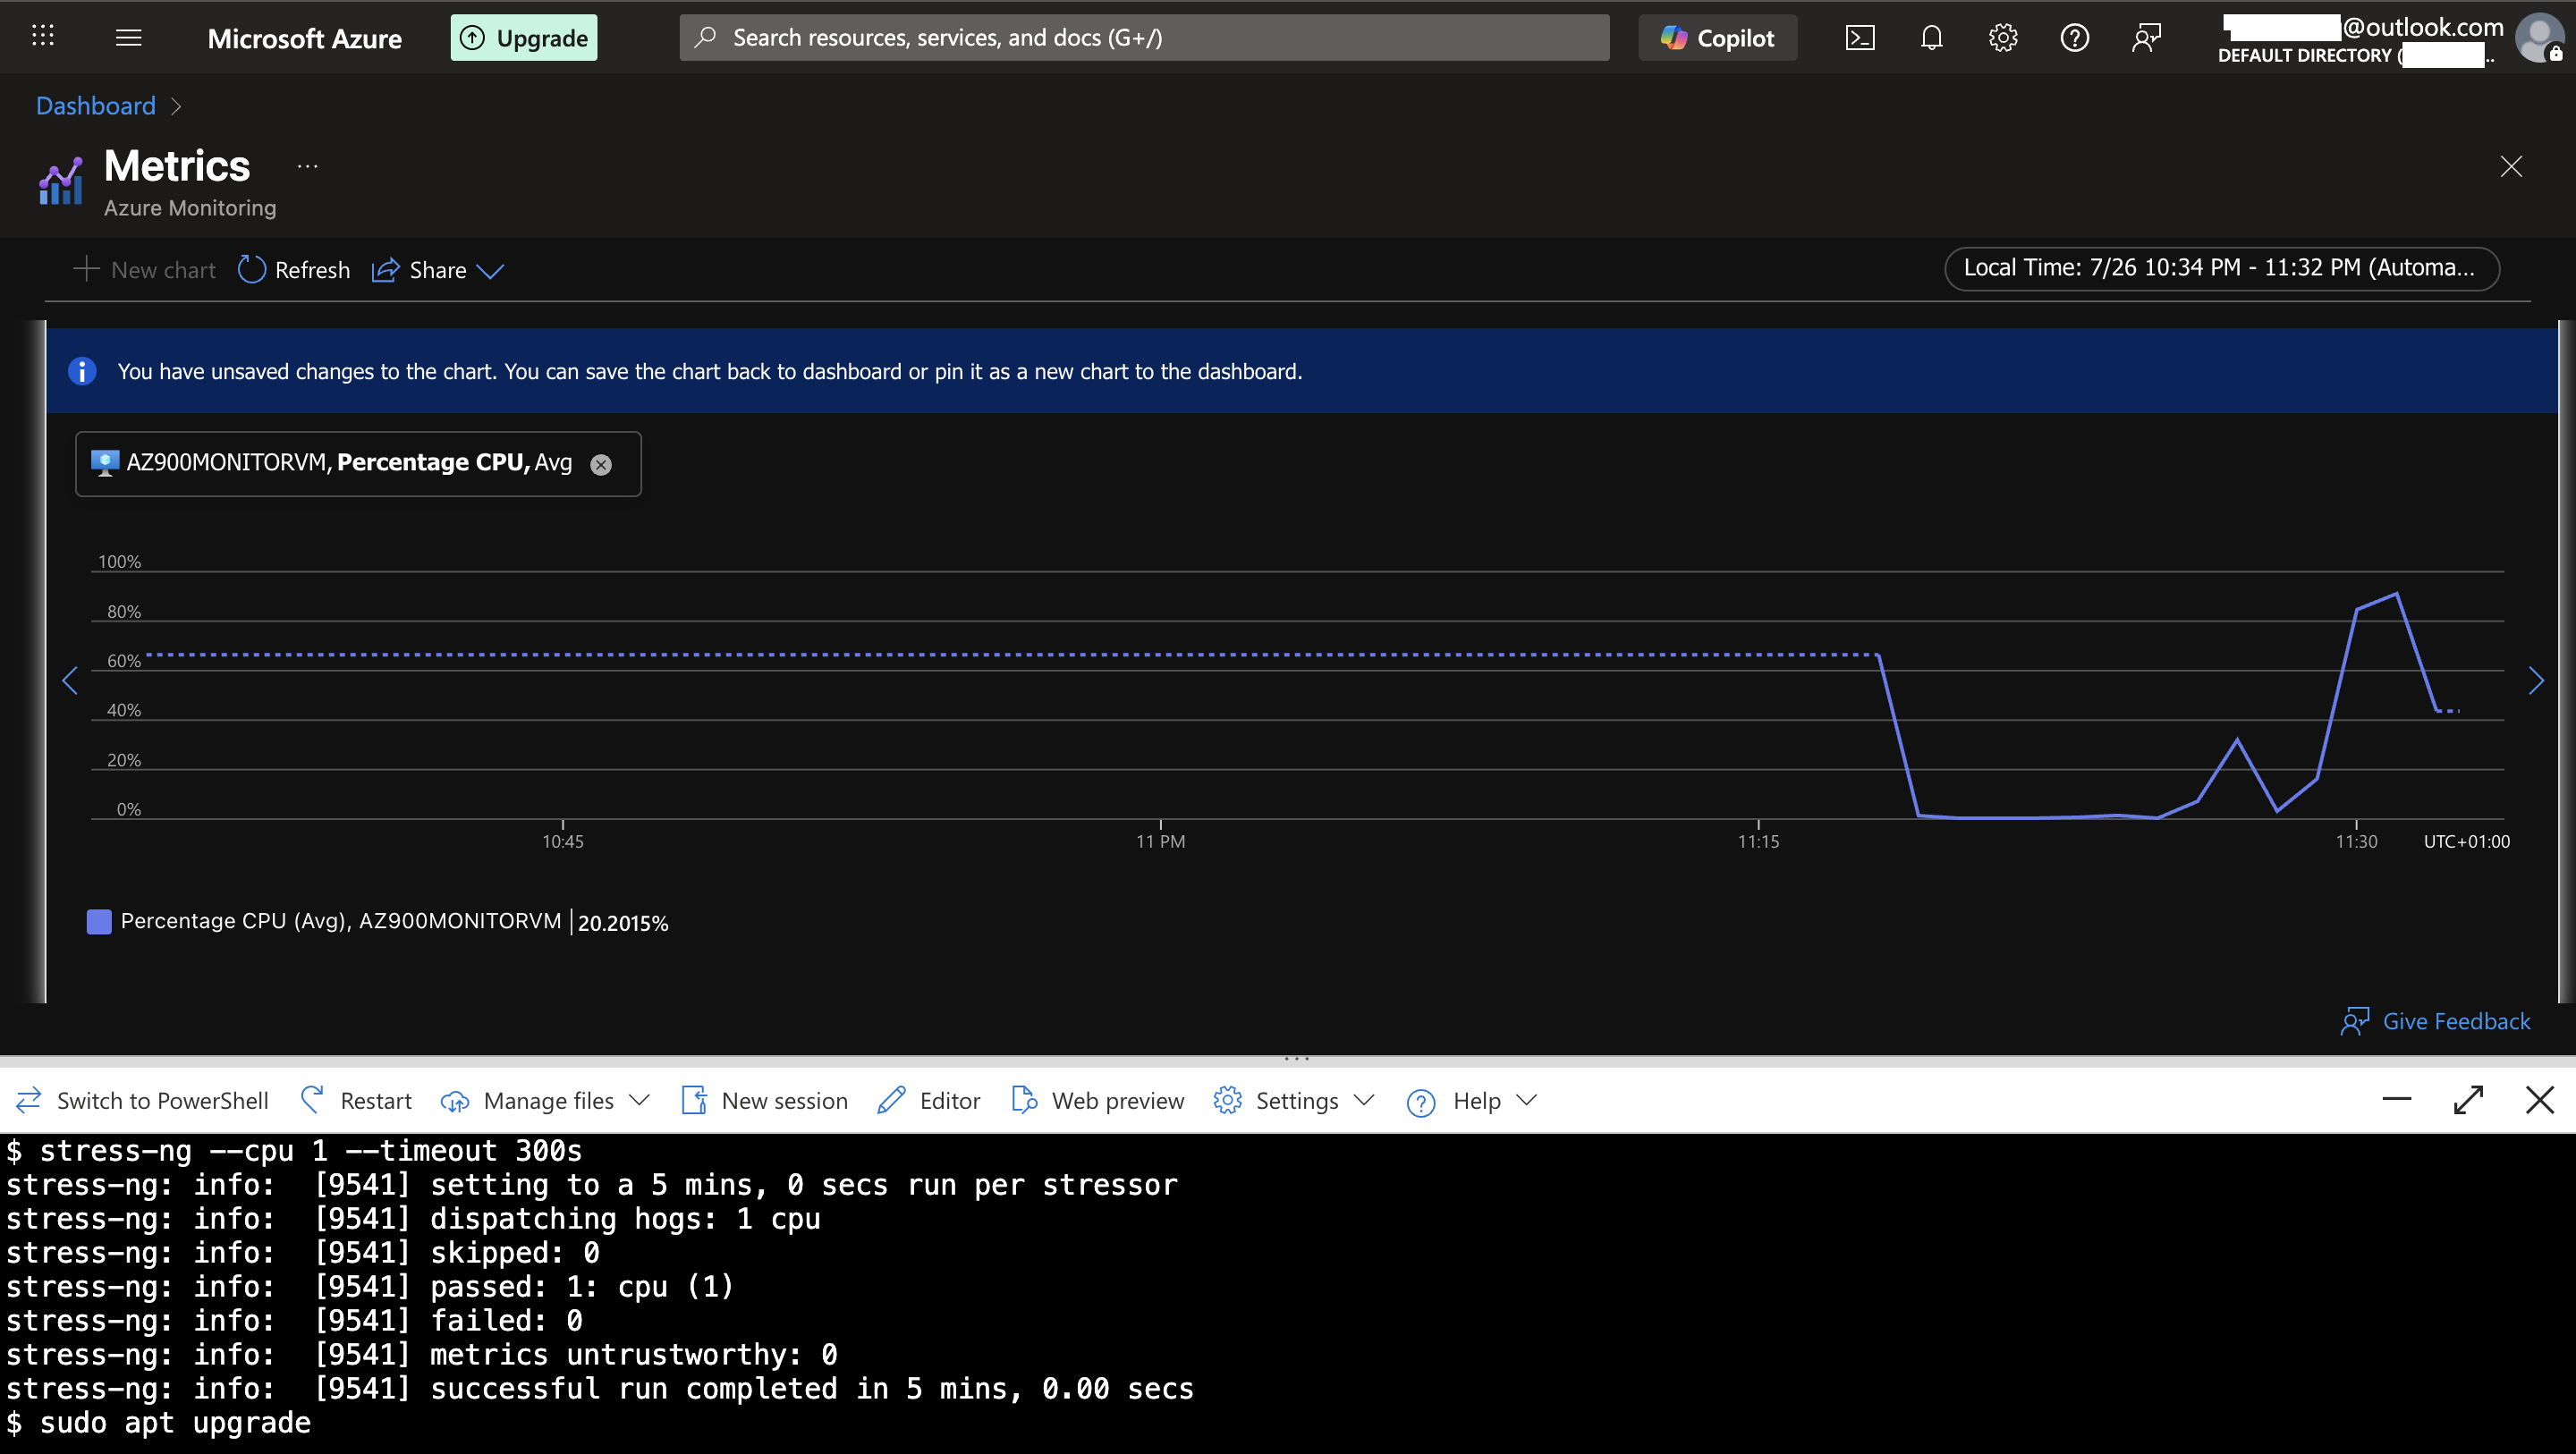 Microsoft Azure
Upgrade
Search resources, services, and docs (G+/)
Copilot
@outlook.com
DEFAULT DIRECTORY (
..
Dashboard
Metrics
...
Azure Monitoring
New chart
Refresh
Share
Local Time: 7/26 10:34 PM - 11:32 PM (Automa...
You have unsaved changes to the chart. You can save the chart back to dashboard or pin it as a new chart to the dashboard.
AZ900MONITORVM, Percentage CPU, Avg
100%
80%
60%
40%
20%
0%
10:45
11 PM
11:15
11:30
UTC+01:00
Percentage CPU (Avg), AZ900MONITORVM | 20.2015%
Give Feedback
Switch to PowerShell
Restart
Manage files
New session
Editor
Web preview
Settings
Help
$ stress-ng --cpu 1 --timeout 300s
stress-ng: info:  [9541] setting to a 5 mins, 0 secs run per stressor
stress-ng: info:  [9541] dispatching hogs: 1 cpu
stress-ng: info:  [9541] skipped: 0
stress-ng: info:  [9541] passed: 1: cpu (1)
stress-ng: info:  [9541] failed: 0
stress-ng: info:  [9541] metrics untrustworthy: 0
stress-ng: info:  [9541] successful run completed in 5 mins, 0.00 secs
$ sudo apt upgrade